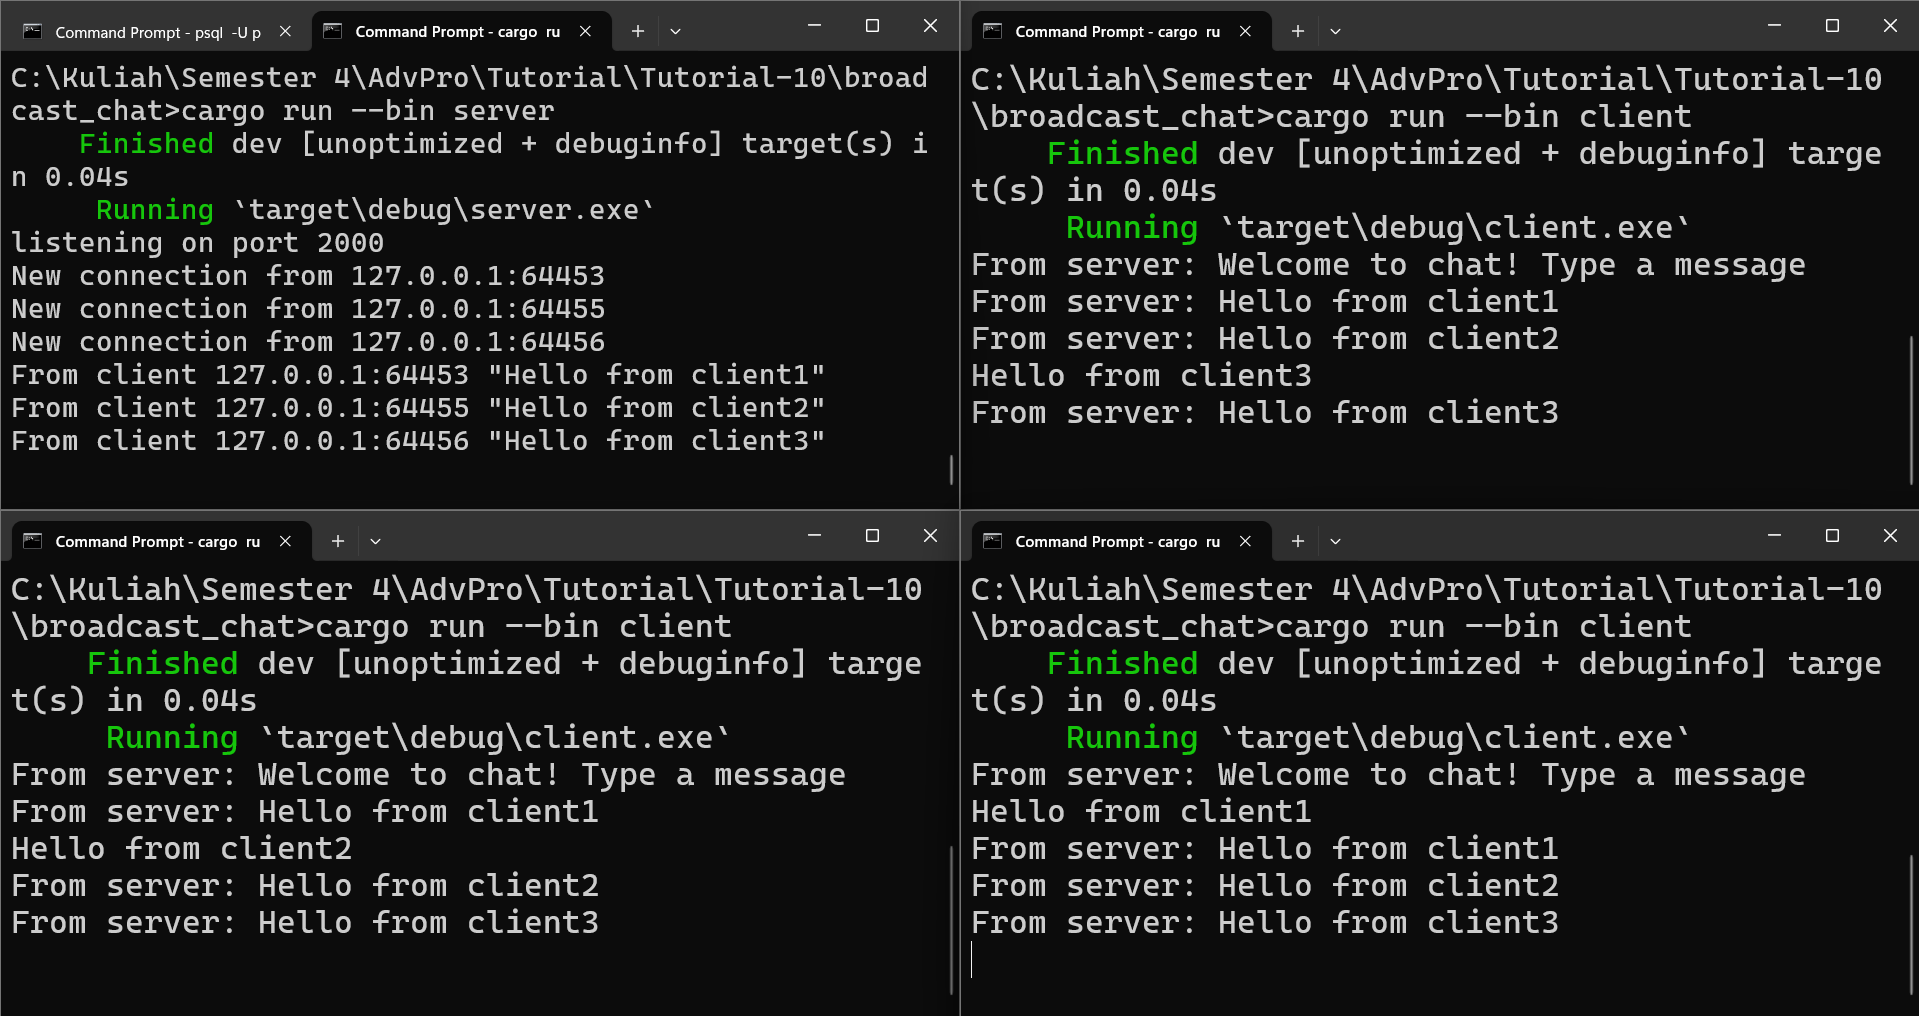 Command Prompt - psql  -U p
Command Prompt - cargo  ru
C:\Kuliah\Semester 4\AdvPro\Tutorial\Tutorial-10\broad
cast_chat>cargo run --bin server
    Finished dev [unoptimized + debuginfo] target(s) i
n 0.04s
     Running `target\debug\server.exe`
listening on port 2000
New connection from 127.0.0.1:64453
New connection from 127.0.0.1:64455
New connection from 127.0.0.1:64456
From client 127.0.0.1:64453 "Hello from client1"
From client 127.0.0.1:64455 "Hello from client2"
From client 127.0.0.1:64456 "Hello from client3"
Command Prompt - cargo  ru
C:\Kuliah\Semester 4\AdvPro\Tutorial\Tutorial-10
\broadcast_chat>cargo run --bin client
    Finished dev [unoptimized + debuginfo] targe
t(s) in 0.04s
     Running `target\debug\client.exe`
From server: Welcome to chat! Type a message
From server: Hello from client1
From server: Hello from client2
Hello from client3
From server: Hello from client3
Command Prompt - cargo  ru
C:\Kuliah\Semester 4\AdvPro\Tutorial\Tutorial-10
\broadcast_chat>cargo run --bin client
    Finished dev [unoptimized + debuginfo] targe
t(s) in 0.04s
     Running `target\debug\client.exe`
From server: Welcome to chat! Type a message
From server: Hello from client1
Hello from client2
From server: Hello from client2
From server: Hello from client3
Command Prompt - cargo  ru
C:\Kuliah\Semester 4\AdvPro\Tutorial\Tutorial-10
\broadcast_chat>cargo run --bin client
    Finished dev [unoptimized + debuginfo] targe
t(s) in 0.04s
     Running `target\debug\client.exe`
From server: Welcome to chat! Type a message
Hello from client1
From server: Hello from client1
From server: Hello from client2
From server: Hello from client3